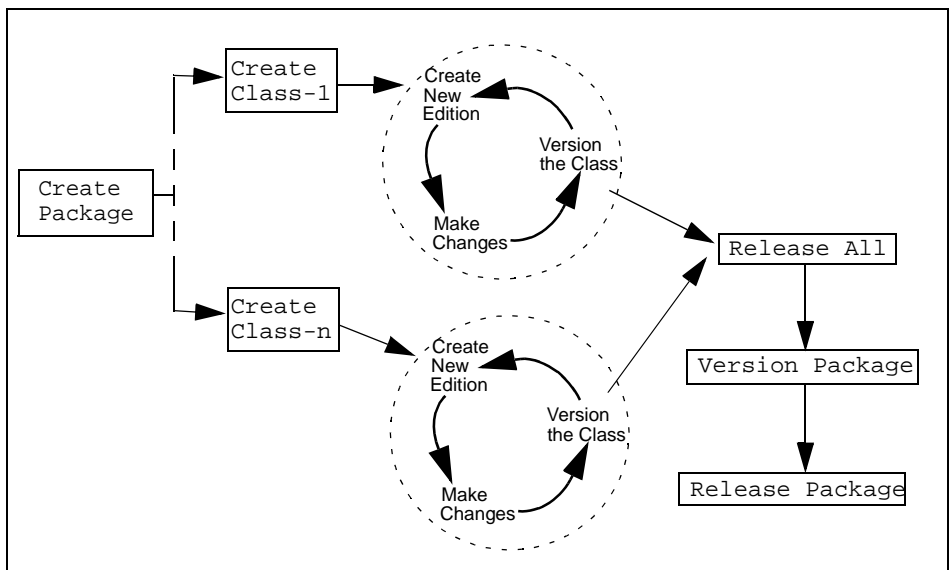 Create
Package
Create
Class-1
Create
New
Edition
Version
the Class
Make
Changes
Create
Class-n
Create
New
Edition
Version
the Class
Make
Changes
Release All
Version Package
Release Package